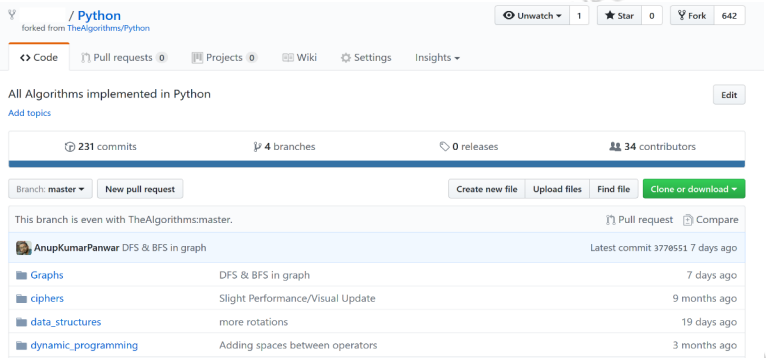 / Python
Unwatch 1 Star 0 Fork 642
forked from TheAlgorithms/Python
Code Pull requests 0 Projects 0 Wiki Settings Insights
All Algorithms implemented in Python
Edit
Add topics
231 commits 4 branches 0 releases 34 contributors
Branch: master New pull request Create new file Upload files Find file Clone or download
This branch is even with TheAlgorithms:master. Pull request Compare
AnupKumarPanwar DFS & BFS in graph Latest commit 3770551 7 days ago
Graphs DFS & BFS in graph 7 days ago
ciphers Slight Performance/Visual Update 9 months ago
data_structures more rotations 19 days ago
dynamic_programming Adding spaces between operators 3 months ago